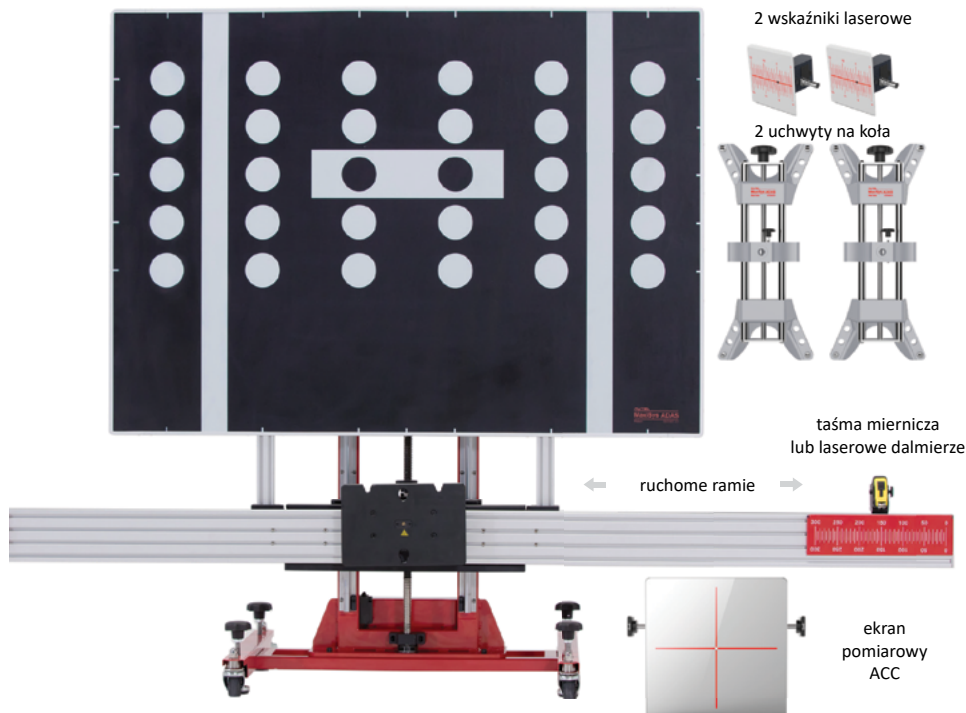 2 wskaźniki laserowe
2 uchwyty na koła
taśma miernicza
lub laserowe dalmierze
ruchome ramie
ekran
pomiarowy
ACC